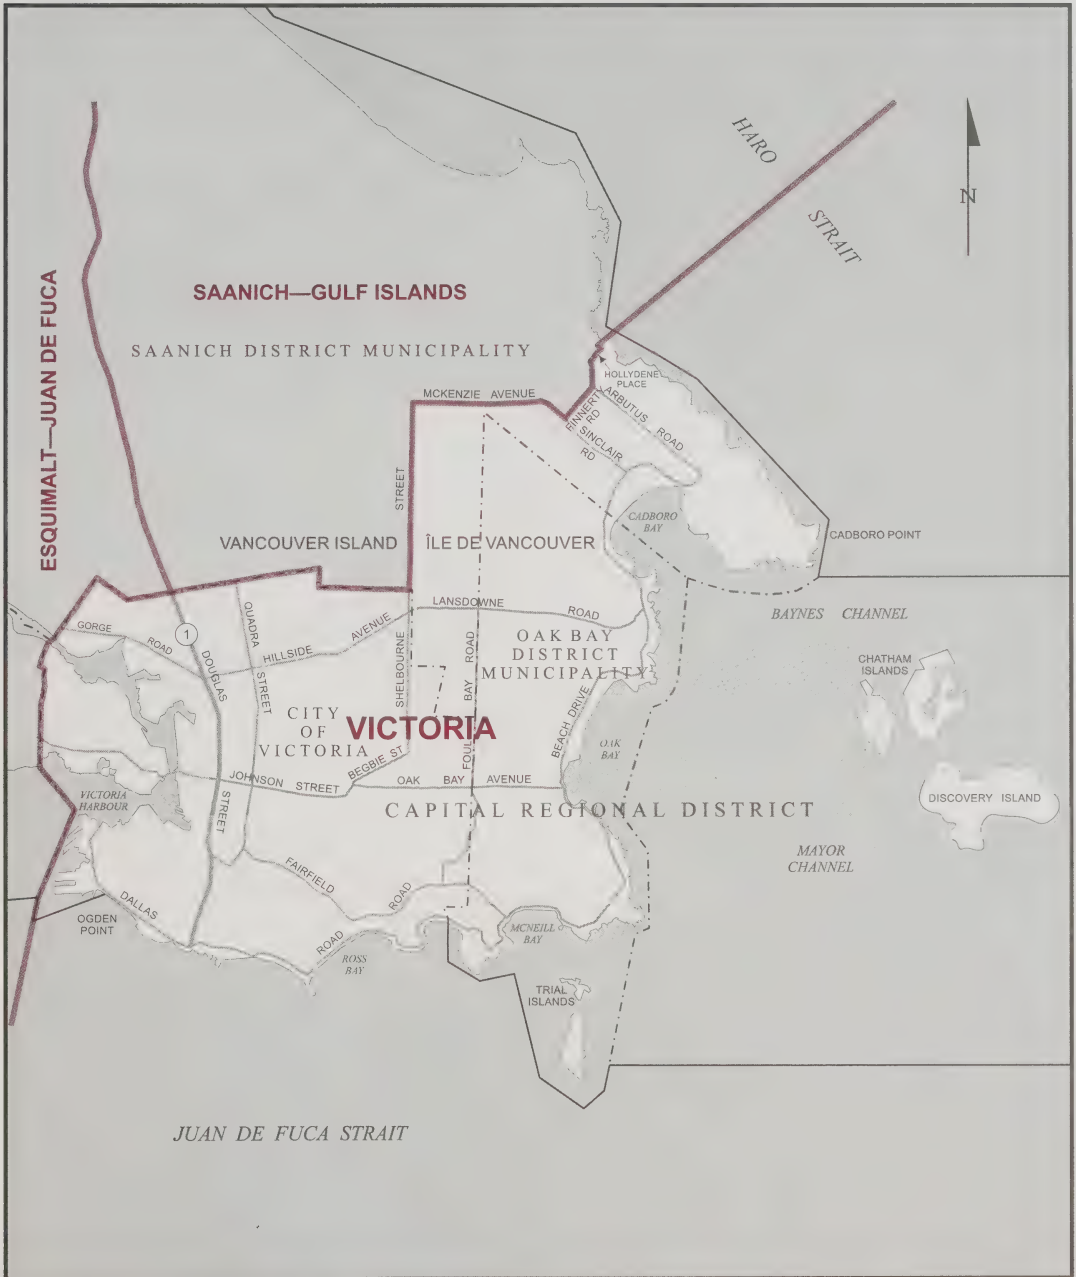 HARO
STRAIT
N
SAANICH—GULF ISLANDS
SAANICH DISTRICT MUNICIPALITY
ESQUIMALT—JUAN DE FUCA
HOLLYDENE
PLACE
MCKENZIE AVENUE
FINNERTY
RD
ARBUTUS ROAD
SINCLAIR
RD
STREET
CADBORO
BAY
VANCOUVER ISLAND
ÎLE DE VANCOUVER
CADBORO POINT
LANSDOWNE ROAD
BAYNES CHANNEL
GORGE ROAD
1
QUADRA STREET
HILLSIDE AVENUE
DOUGLAS STREET
SHELBOURNE
FOUL BAY ROAD
OAK BAY
DISTRICT
MUNICIPALITY
CHATHAM
ISLANDS
CITY
OF
VICTORIA
VICTORIA
BEACH DRIVE
OAK
BAY
BEGBIE ST
JOHNSON STREET
OAK BAY AVENUE
VICTORIA
HARBOUR
CAPITAL REGIONAL DISTRICT
DISCOVERY ISLAND
MAYOR
CHANNEL
FAIRFIELD ROAD
DALLAS ROAD
OGDEN
POINT
ROSS
BAY
MCNEILL
BAY
TRIAL
ISLANDS
JUAN DE FUCA STRAIT